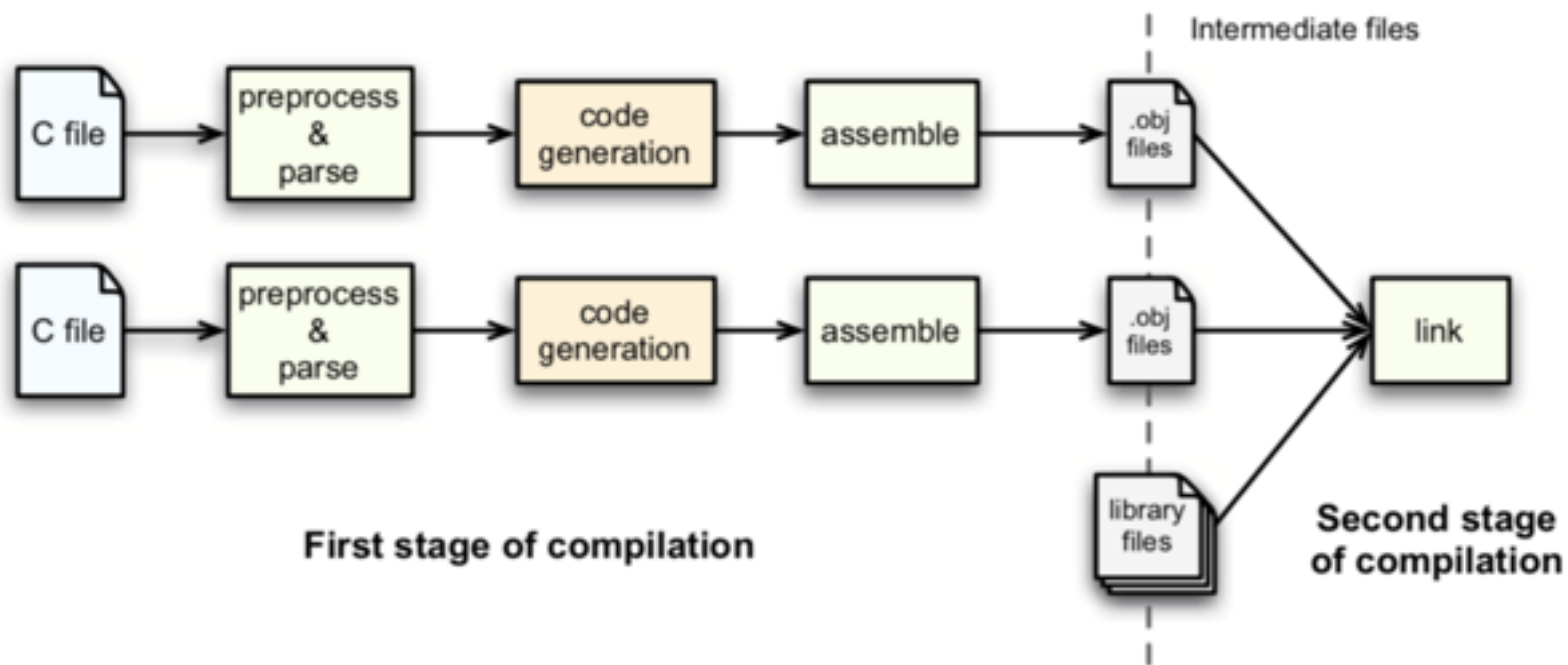 Intermediate files
C file
preprocess
&
parse
code
generation
assemble
.obj
files
C file
preprocess
&
parse
code
generation
assemble
.obj
files
link
library
files
First stage of compilation
Second stage
of compilation